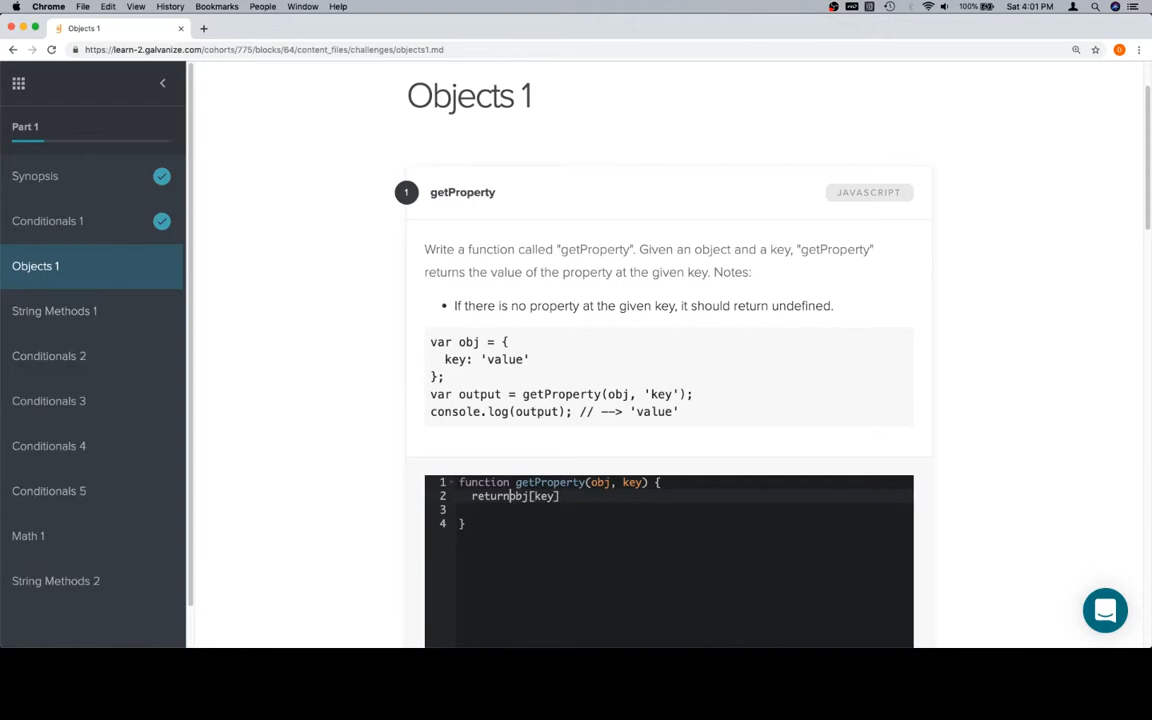 Chrome File Edit View History Bookmarks People Window Help 100% Sat 4:01 PM
Objects 1
https://learn-2.galvanize.com/cohorts/775/blocks/64/content_files/challenges/objects1.md
Part 1
Synopsis
Conditionals 1
Objects 1
String Methods 1
Conditionals 2
Conditionals 3
Conditionals 4
Conditionals 5
Math 1
String Methods 2
Objects 1
1 getProperty JAVASCRIPT
Write a function called "getProperty". Given an object and a key, "getProperty"
returns the value of the property at the given key. Notes:
• If there is no property at the given key, it should return undefined.
var obj = {
key: 'value'
};
var output = getProperty(obj, 'key');
console.log(output); // --> 'value'
1 function getProperty(obj, key) {
2 returnobj[key]
3
4 }